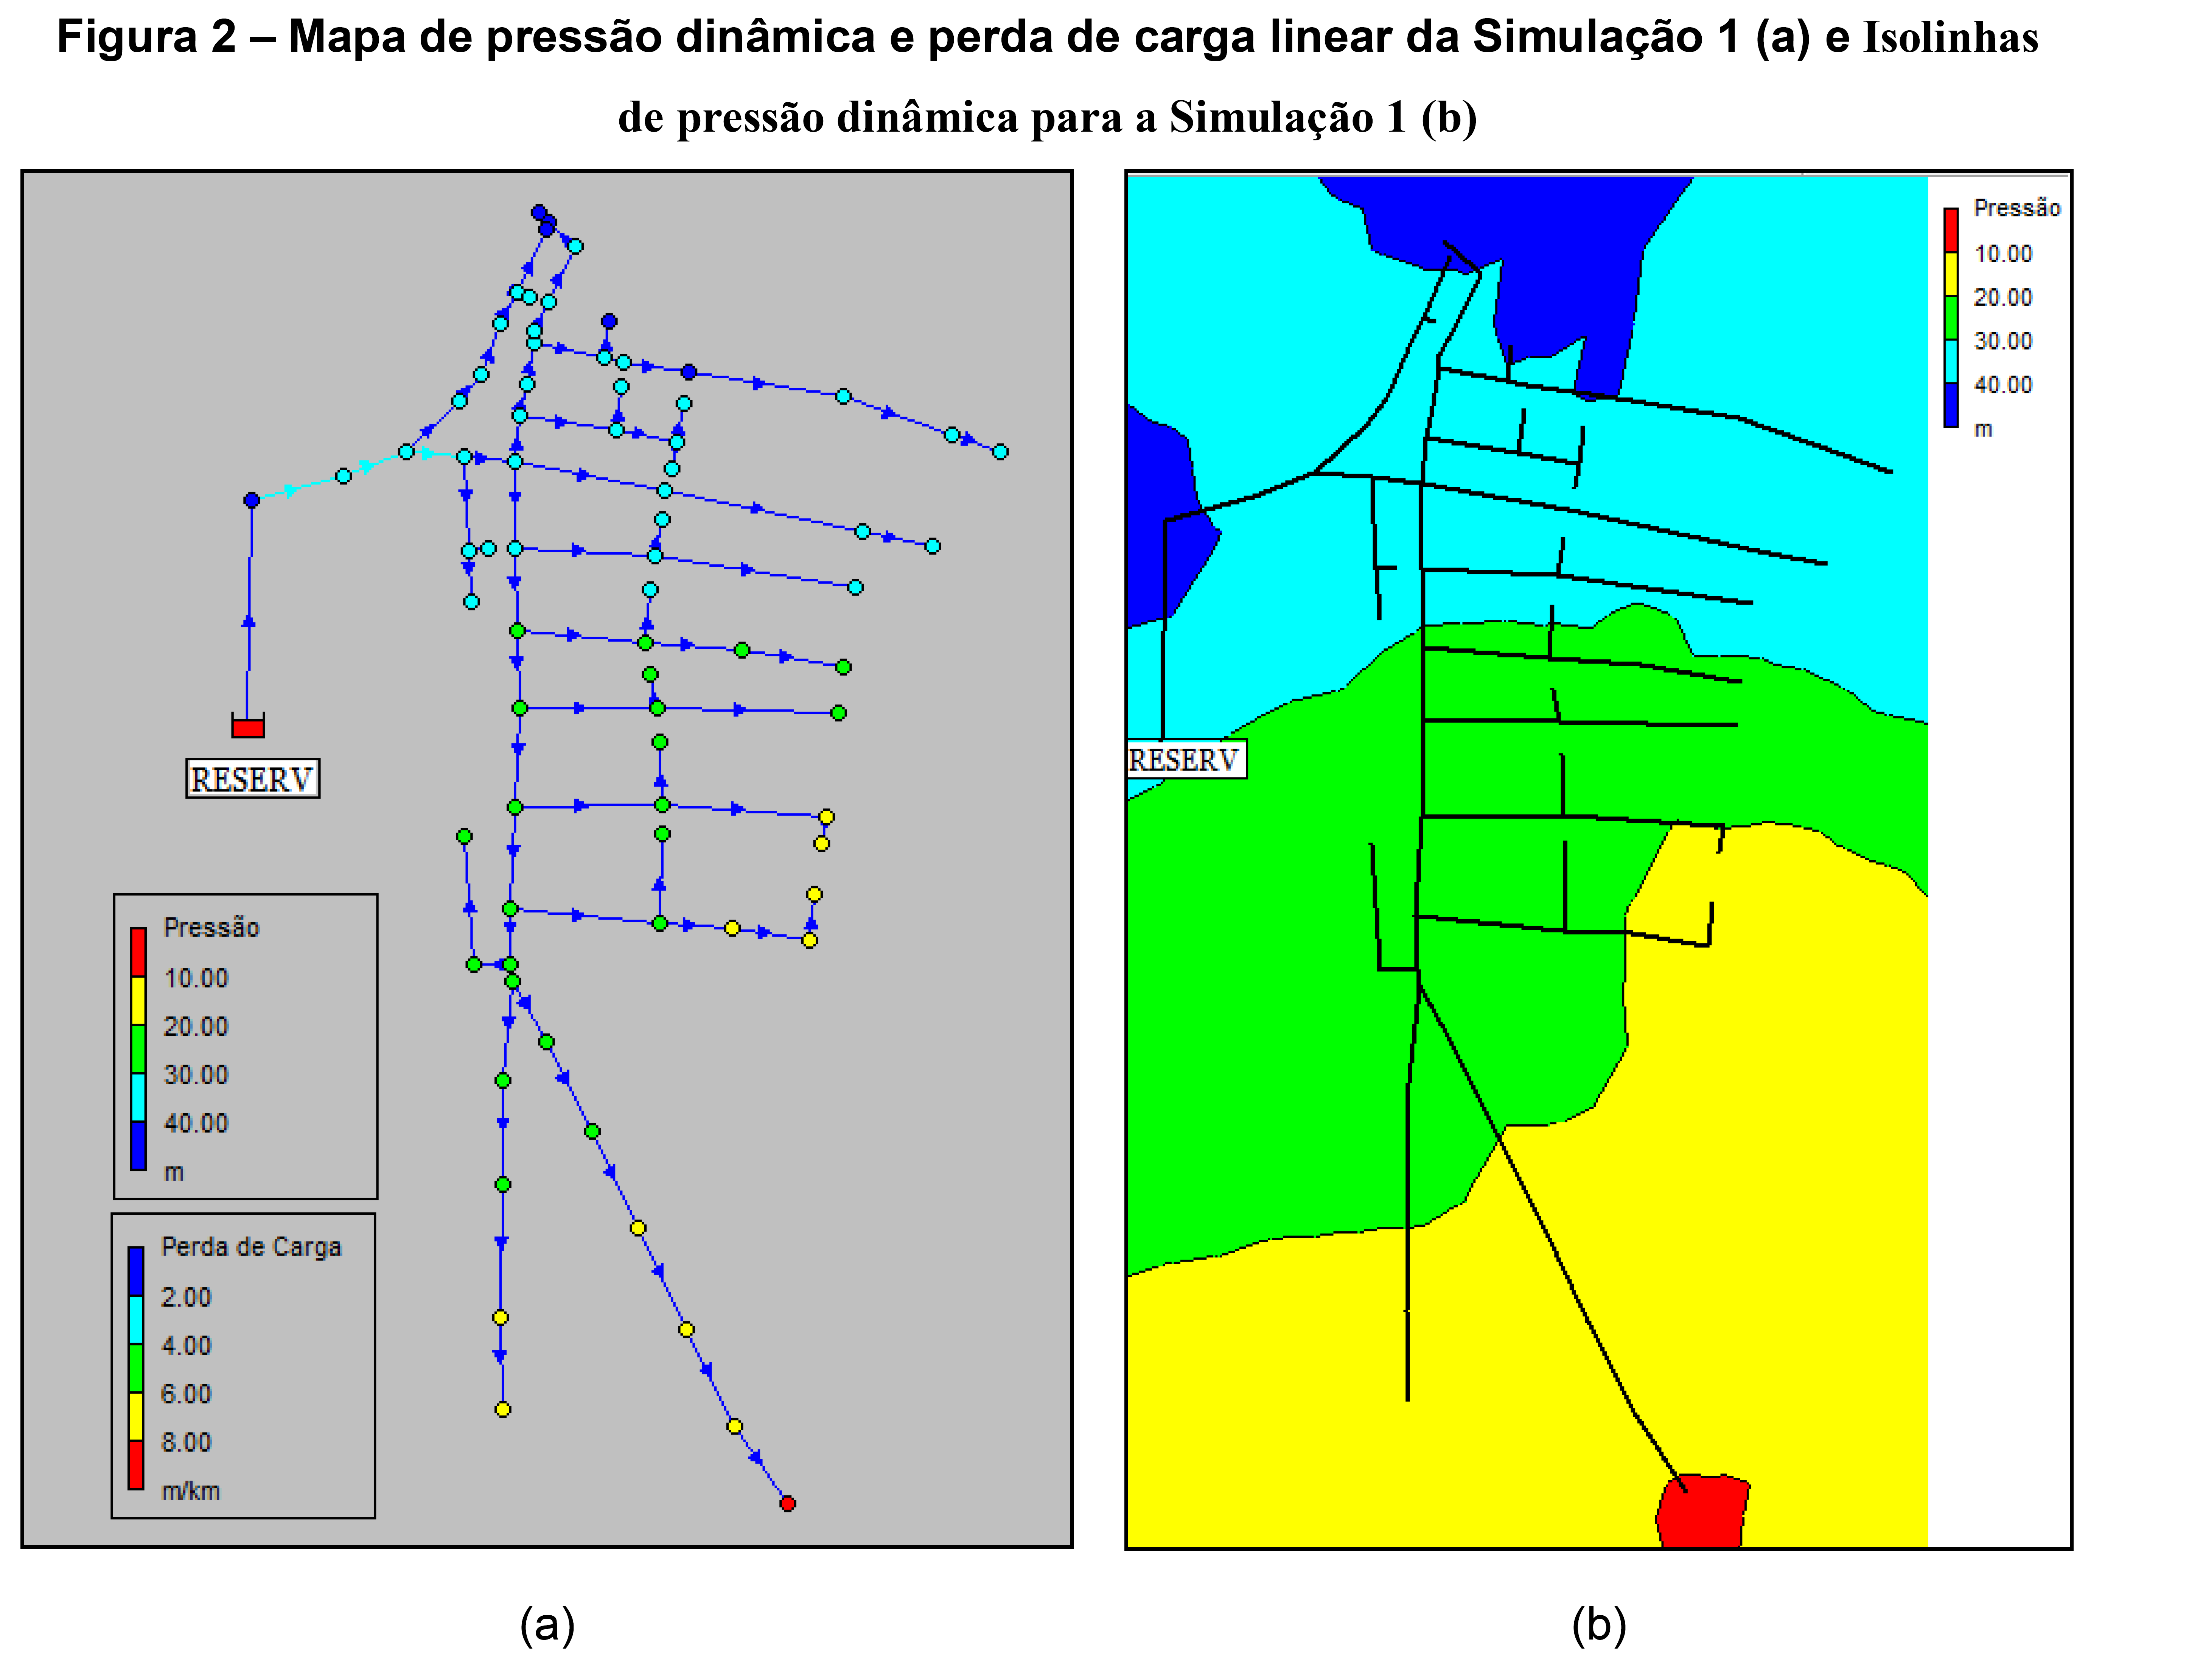 Figura 2 – Mapa de pressão dinâmica e perda de carga linear da Simulação 1 (a) e Isolinhas
de pressão dinâmica para a Simulação 1 (b)
RESERV
Pressão
10.00
20.00
30.00
40.00
m
Perda de Carga
2.00
4.00
6.00
8.00
m/km
(a)
Pressão
10.00
20.00
30.00
40.00
m
RESERV
(b)